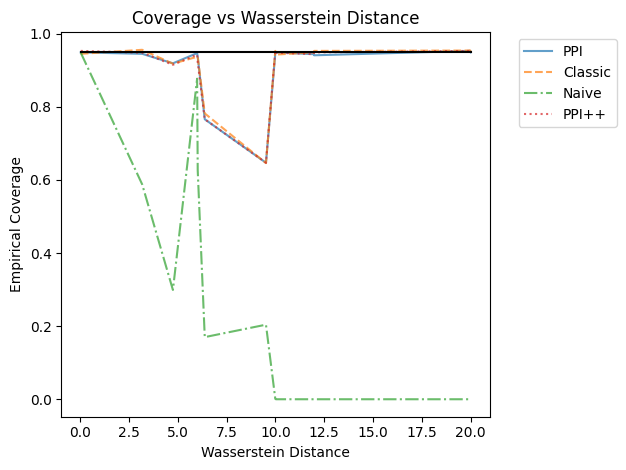 Coverage vs Wasserstein Distance
PPI
Classic
Naive
PPI++
Empirical Coverage
1.0
0.8
0.6
0.4
0.2
0.0
0.0 2.5 5.0 7.5 10.0 12.5 15.0 17.5 20.0
Wasserstein Distance